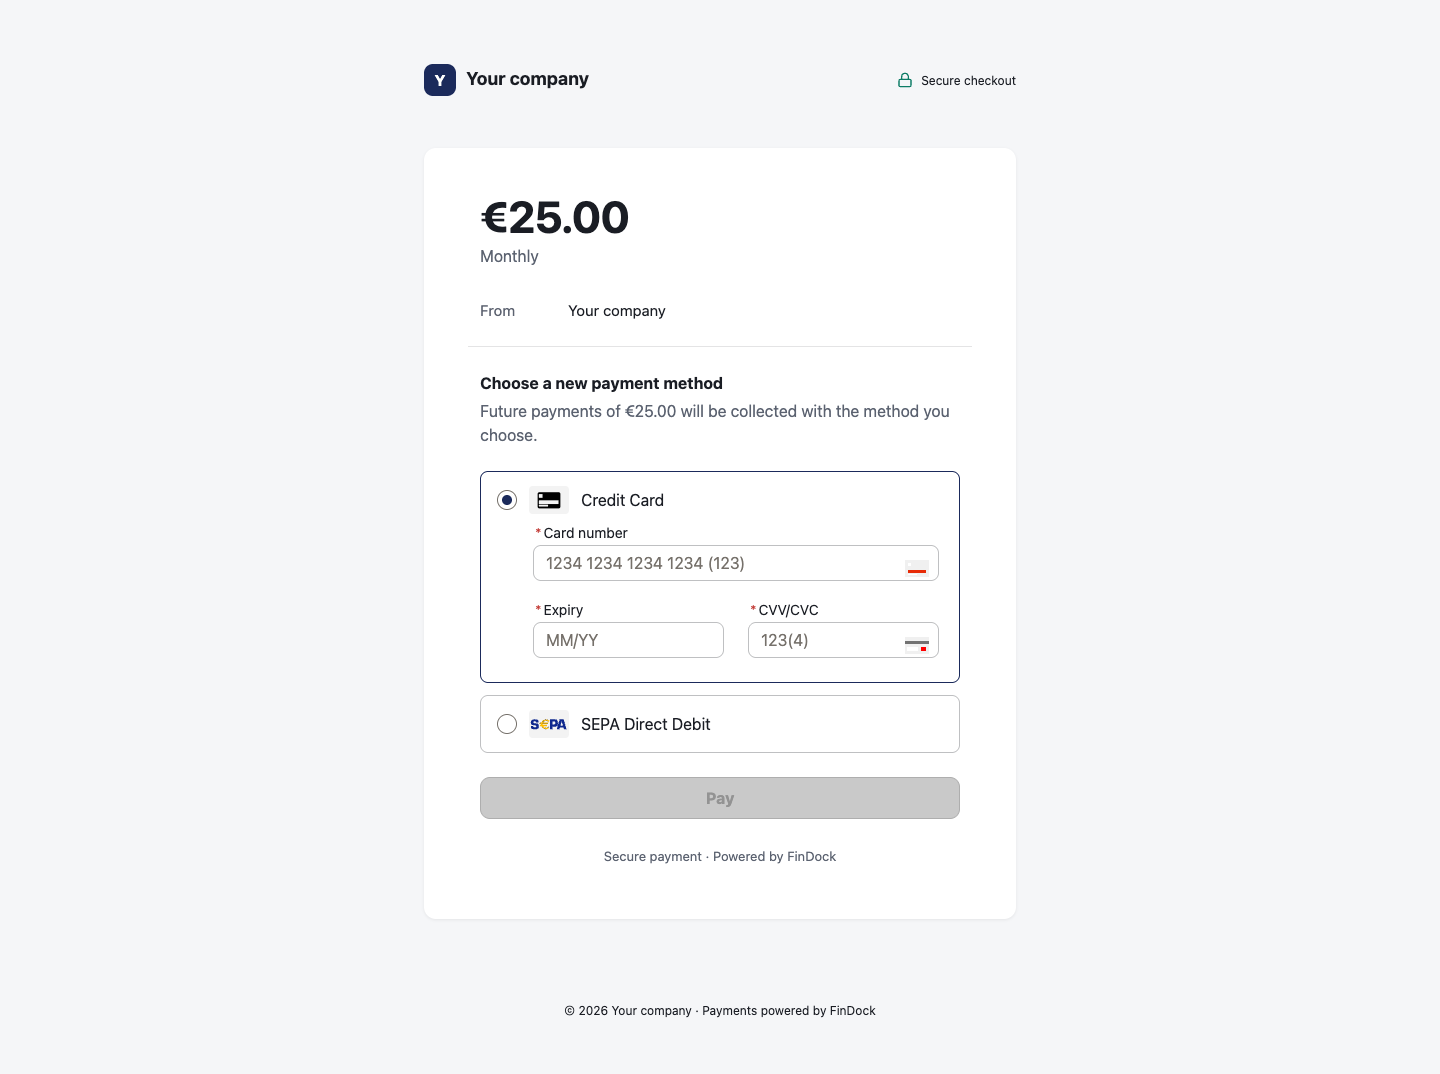 Y
Your company
Secure checkout
€25.00
Monthly
From Your company
Choose a new payment method
Future payments of €25.00 will be collected with the method you
choose.
Credit Card
* Card number
1234 1234 1234 1234 (123)
* Expiry
* CVV/CVC
MM/YY
123(4)
S€PA SEPA Direct Debit
Pay
Secure payment · Powered by FinDock
© 2026 Your company · Payments powered by FinDock